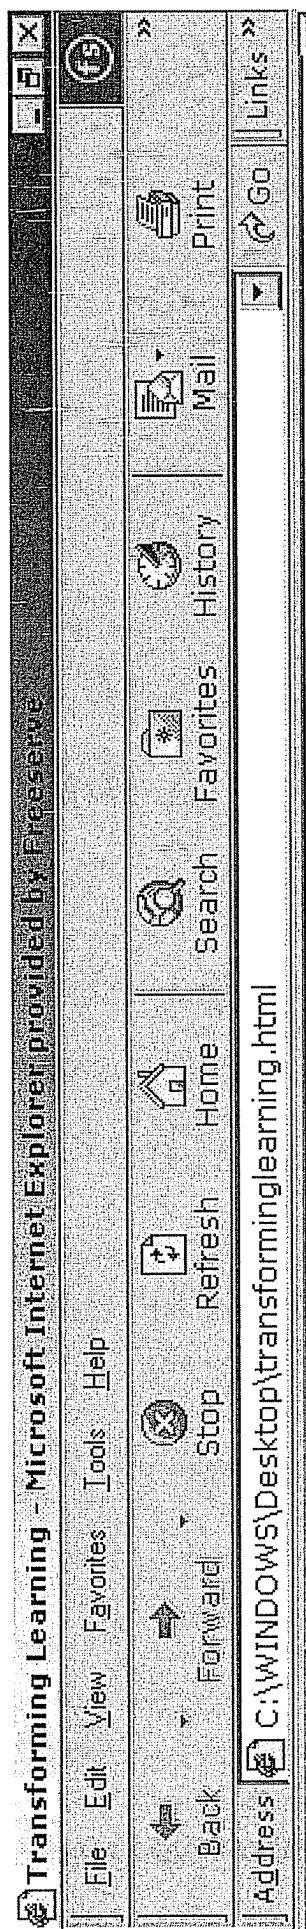 Transforming Learning - Microsoft Internet Explorer provided by Freeserve
File Edit View Favorites Tools Help
fs
Back Forward Stop Refresh Home Search Favorites History Mail Print »
Address C:\WINDOWS\Desktop\transforminglearning.html Go Links »